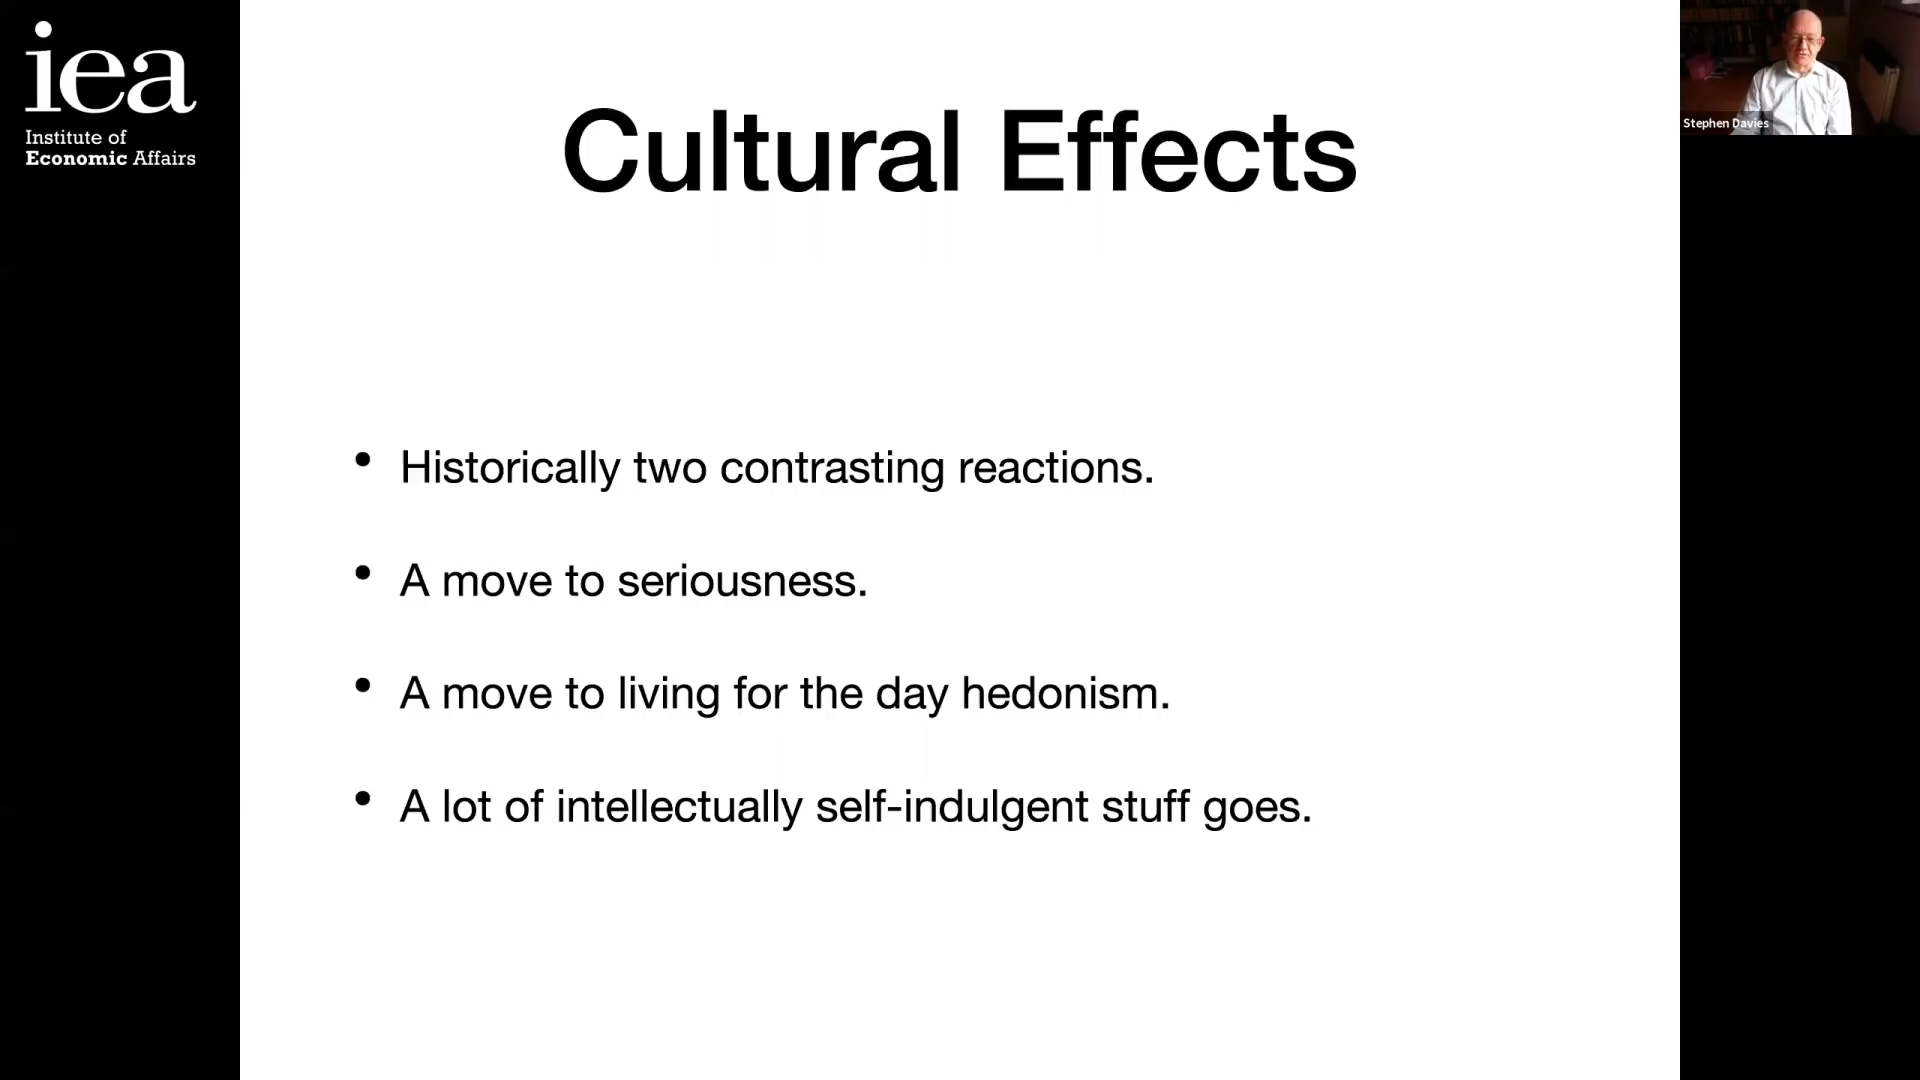 iea
Institute of
Economic Affairs
Cultural Effects
Stephen Davies
• Historically two contrasting reactions.
• A move to seriousness.
• A move to living for the day hedonism.
• A lot of intellectually self-indulgent stuff goes.